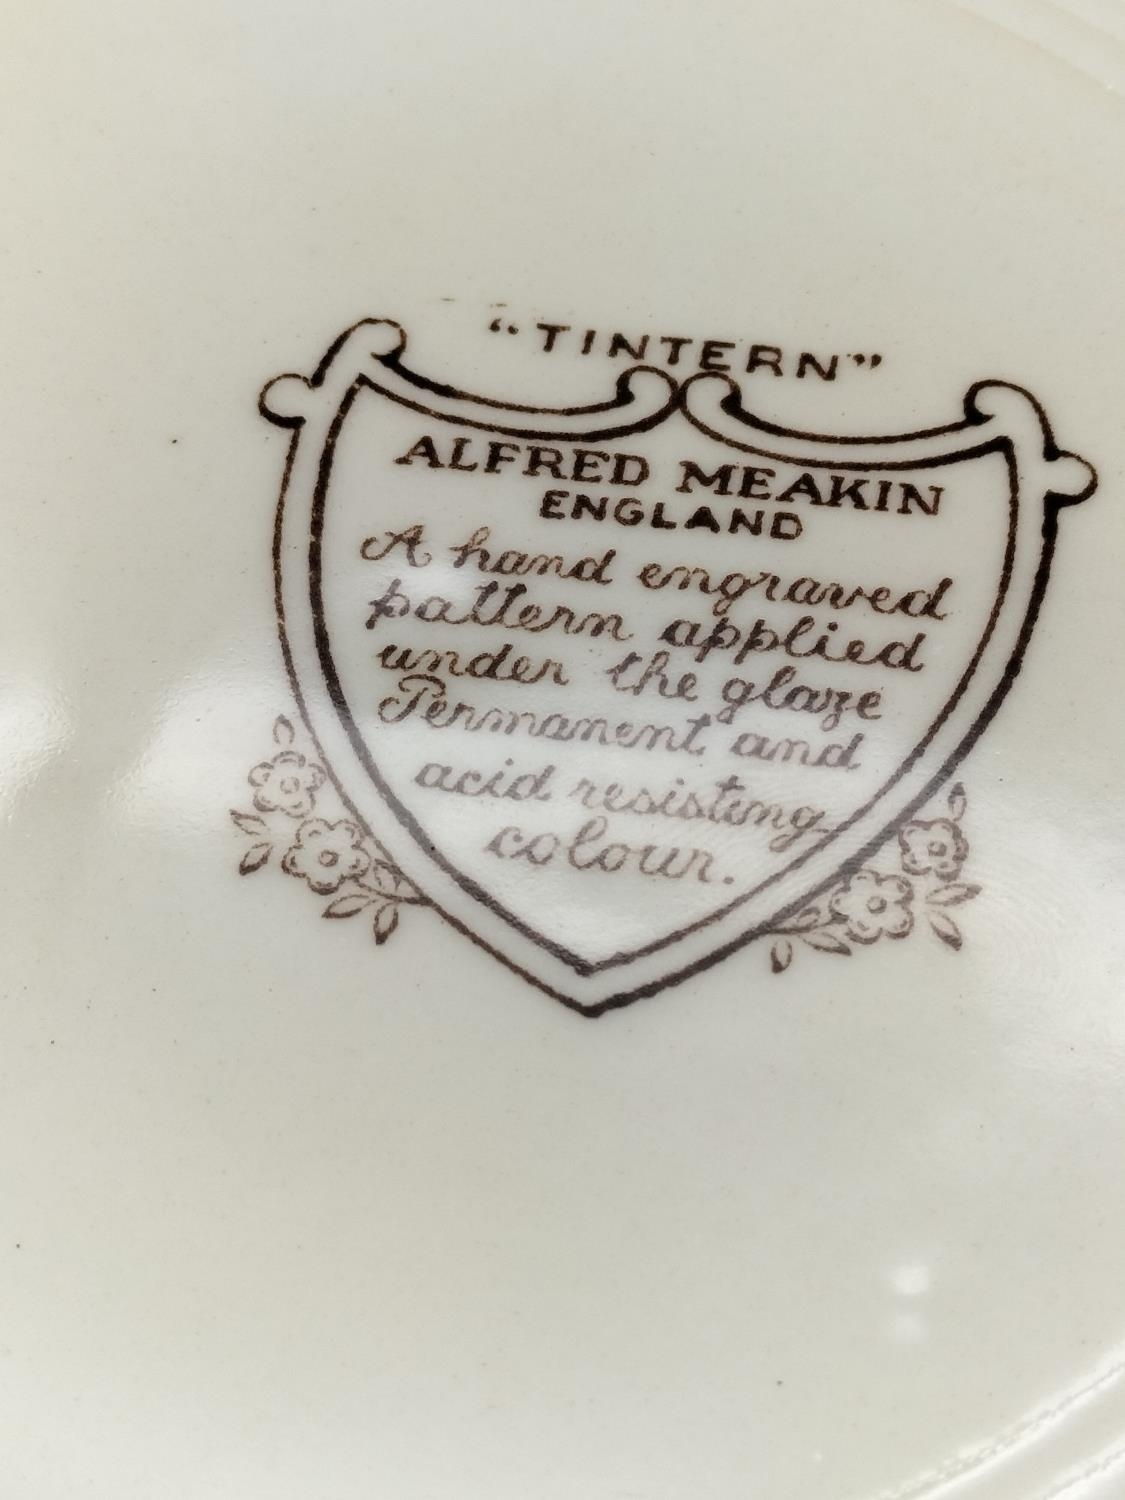 “TINTERN”
ALFRED MEAKIN
ENGLAND
A hand engraved
pattern applied
under the glaze
Permanent and
acid resisting
colour.